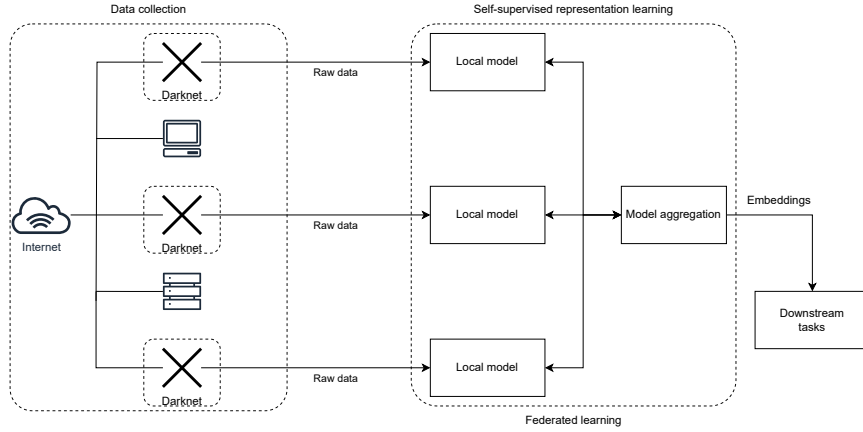 Data collection
Self-supervised representation learning
Darknet
Raw data
Local model
Internet
Darknet
Raw data
Local model
Model aggregation
Embeddings
Downstream
tasks
Darknet
Raw data
Local model
Federated learning